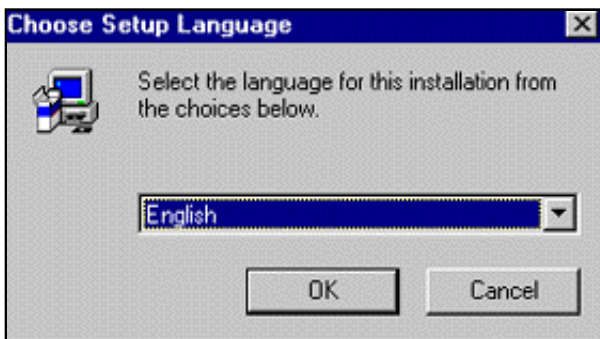 Choose Setup Language
Select the language for this installation from
the choices below.
English
OK
Cancel